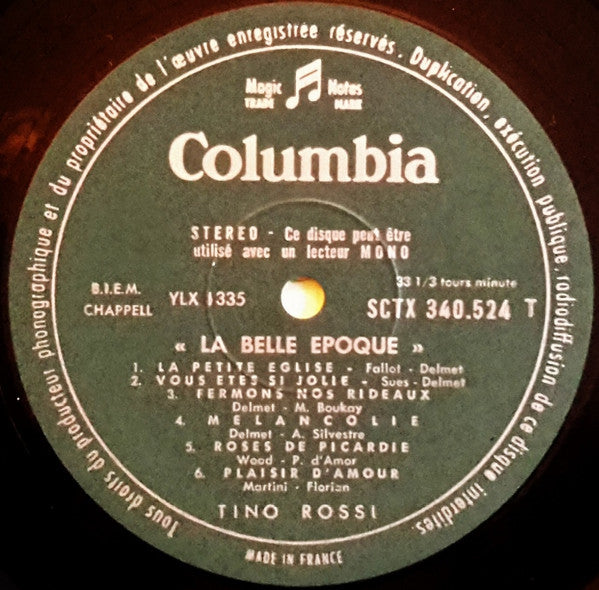 Tous droits du producteur phonographique et du propriétaire de l'œuvre enregistrée réservés. Duplication, exécution publique, radiodiffusion de ce disque interdites.
Magic Notes
TRADE MARK
Columbia
STEREO - Ce disque peut être
utilisé avec un lecteur MONO
33 1/3 tours minute
B.I.E.M.
CHAPPELL
YLX 1335
SCTX 340.524 T
« LA BELLE EPOQUE »
1. LA PETITE EGLISE - Fallot - Delmet
2. VOUS ETES SI JOLIE - Sues - Delmet
3. FERMONS NOS RIDEAUX
Delmet - M. Boukay
4. MELANCOLIE
Delmet - A. Silvestre
5. ROSES DE PICARDIE
Wood - P. d'Amor
6. PLAISIR D'AMOUR
Martini - Florian
TINO ROSSI
MADE IN FRANCE